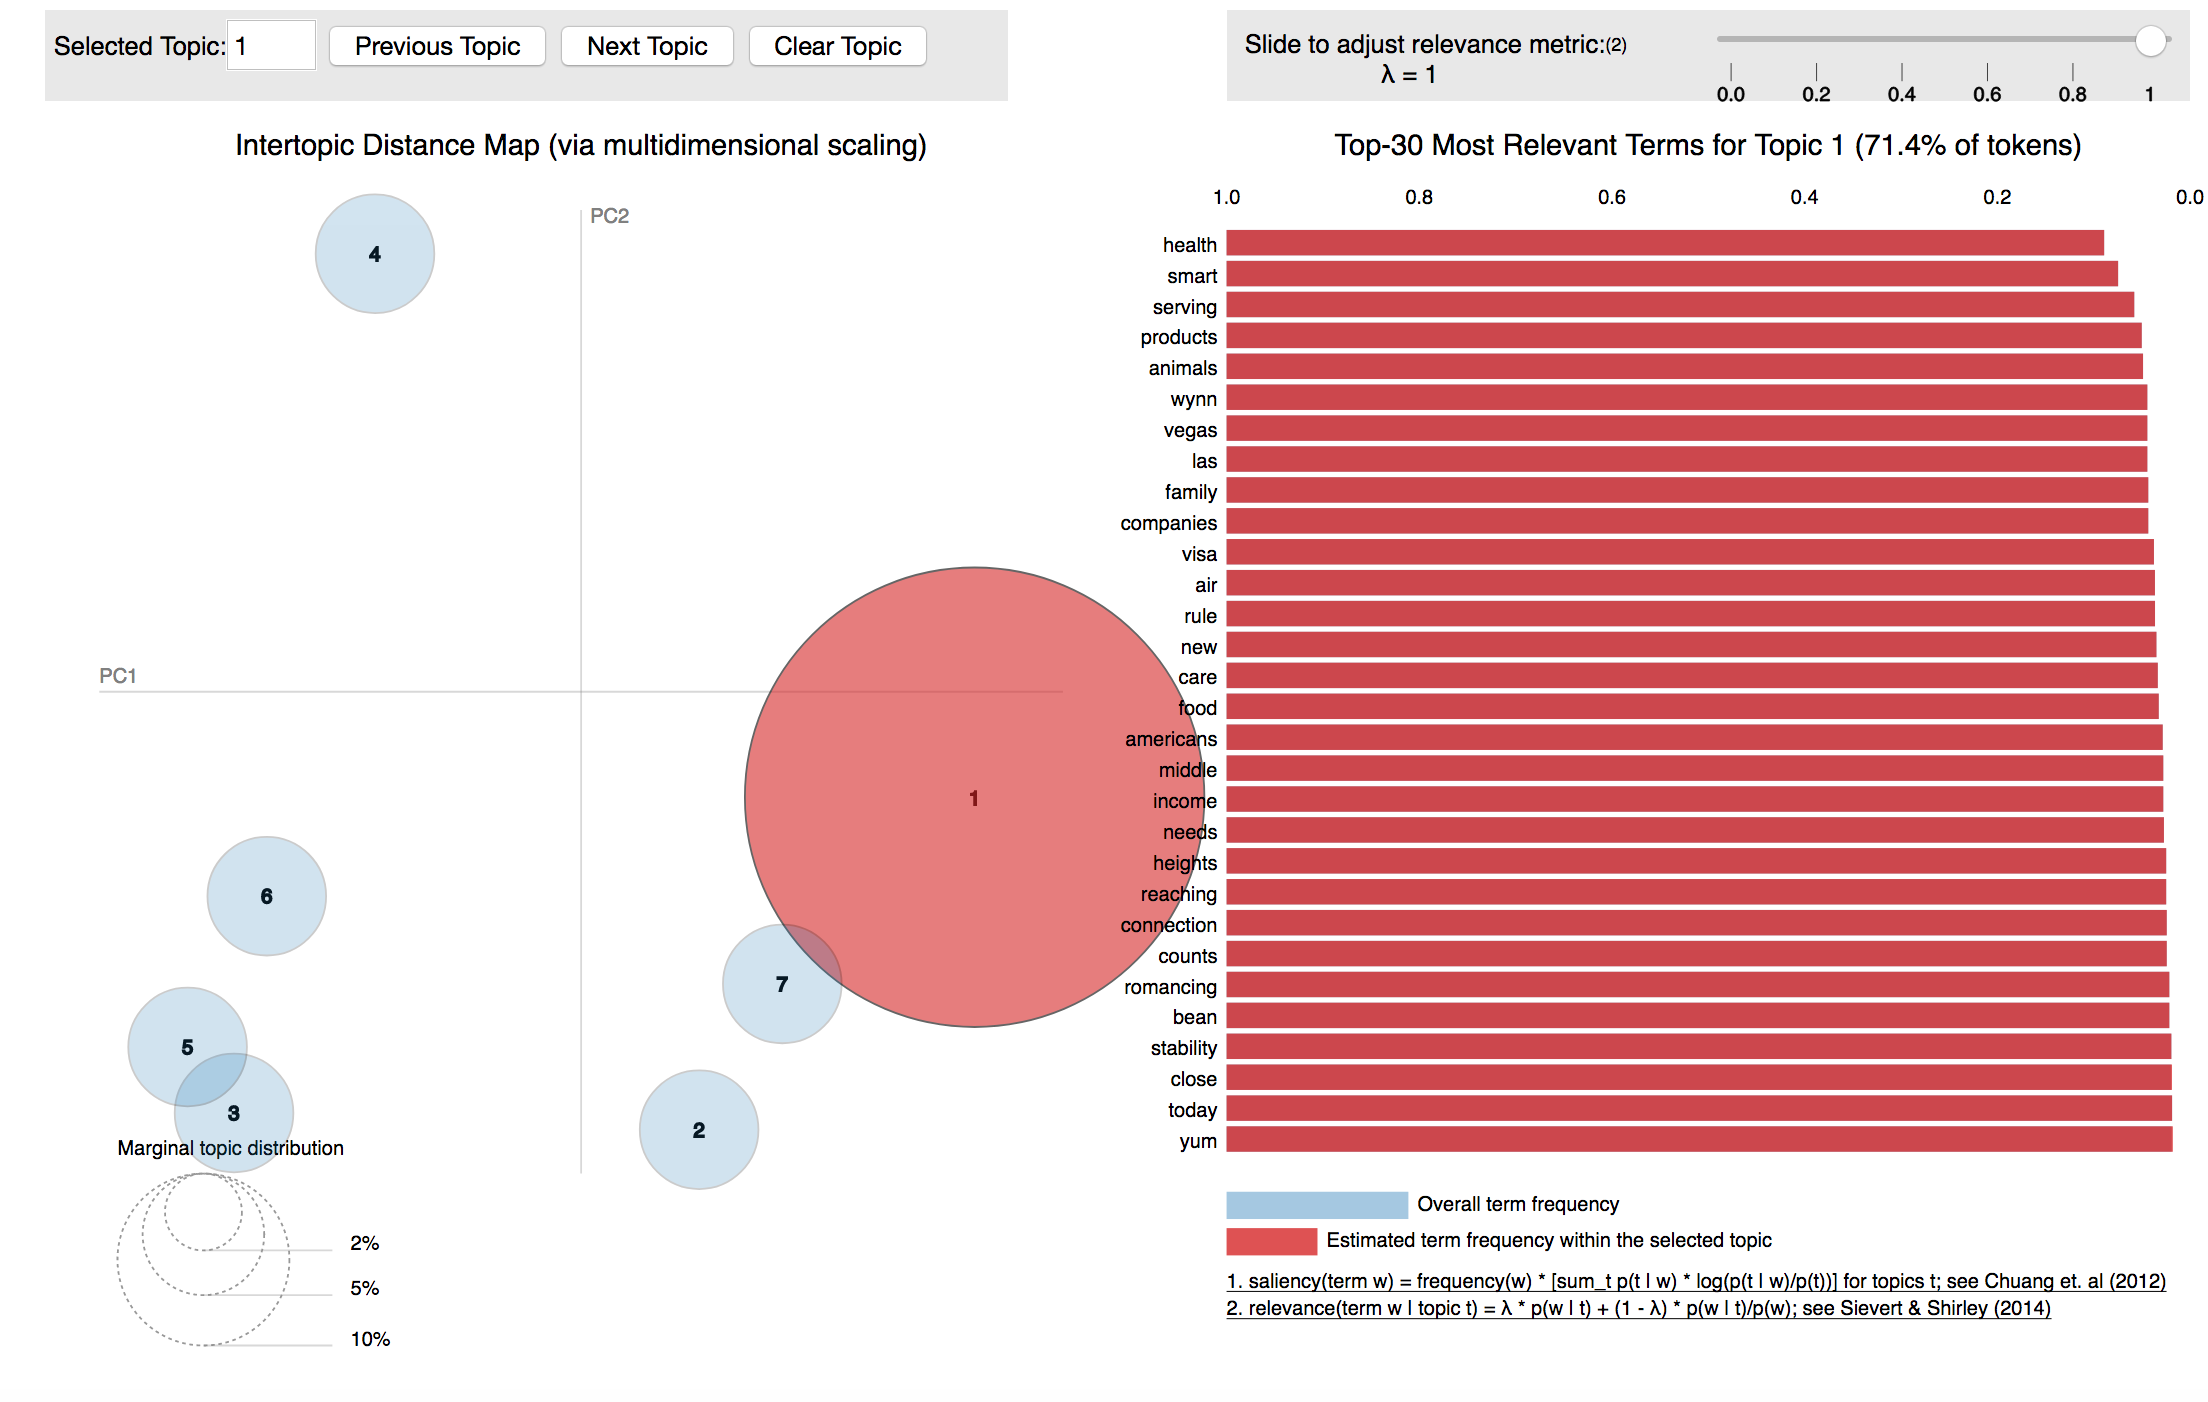 Selected Topic: 1 Previous Topic Next Topic Clear Topic
Slide to adjust relevance metric:(2)
λ = 1
0.0 0.2 0.4 0.6 0.8 1
Intertopic Distance Map (via multidimensional scaling)
PC2
PC1
4
1
6
7
5
3
2
Marginal topic distribution
2%
5%
10%
Top-30 Most Relevant Terms for Topic 1 (71.4% of tokens)
1.0 0.8 0.6 0.4 0.2 0.0
health
smart
serving
products
animals
wynn
vegas
las
family
companies
visa
air
rule
new
care
food
americans
middle
income
needs
heights
reaching
connection
counts
romancing
bean
stability
close
today
yum
Overall term frequency
Estimated term frequency within the selected topic
1. saliency(term w) = frequency(w) * [sum_t p(t | w) * log(p(t | w)/p(t))] for topics t; see Chuang et. al (2012)
2. relevance(term w | topic t) = λ * p(w | t) + (1 - λ) * p(w | t)/p(w); see Sievert & Shirley (2014)